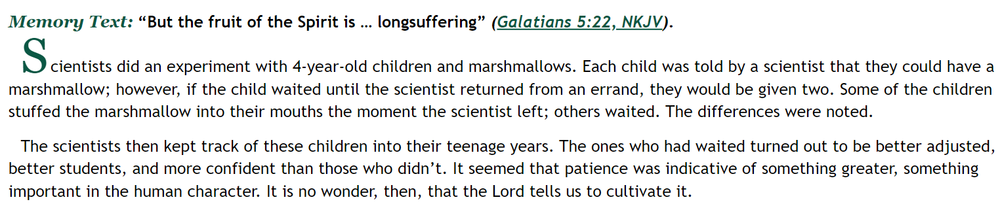 Memory Text: “But the fruit of the Spirit is … longsuffering” (Galatians 5:22, NKJV).
Scientists did an experiment with 4-year-old children and marshmallows. Each child was told by a scientist that they could have a
marshmallow; however, if the child waited until the scientist returned from an errand, they would be given two. Some of the children
stuffed the marshmallow into their mouths the moment the scientist left; others waited. The differences were noted.
The scientists then kept track of these children into their teenage years. The ones who had waited turned out to be better adjusted,
better students, and more confident than those who didn’t. It seemed that patience was indicative of something greater, something
important in the human character. It is no wonder, then, that the Lord tells us to cultivate it.